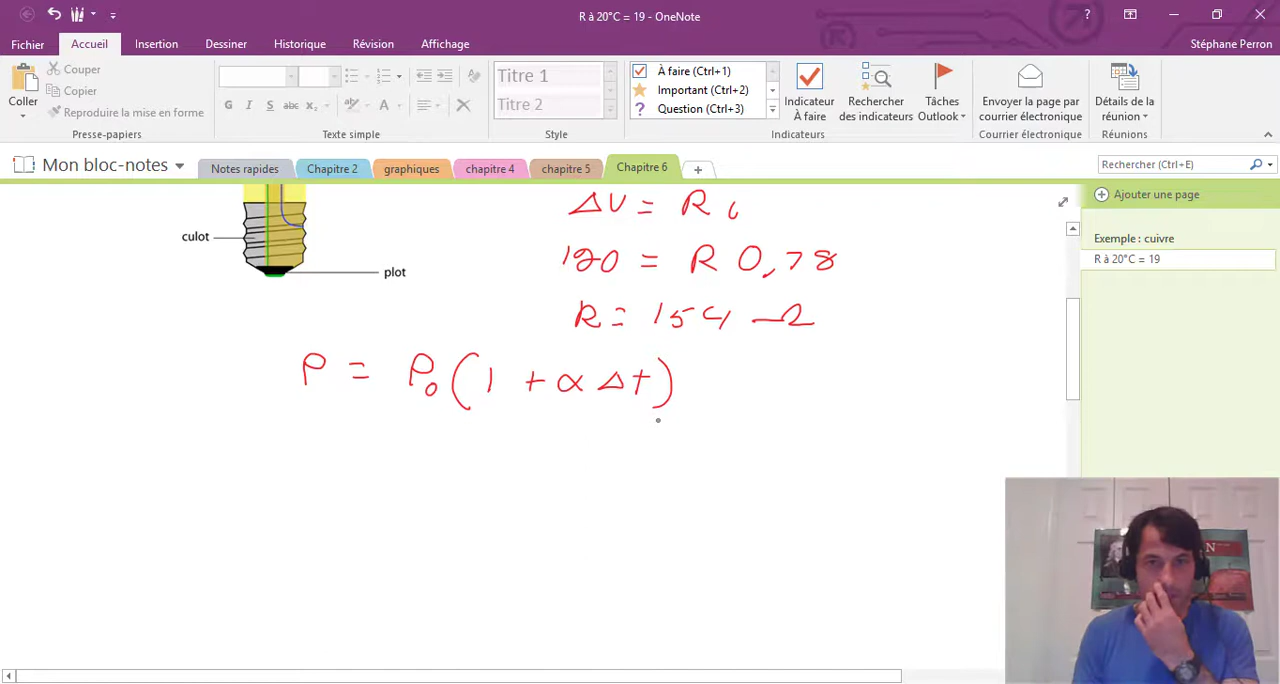 R à 20°C = 19 - OneNote
Fichier Accueil Insertion Dessiner Historique Révision Affichage Stéphane Perron
Coller
Couper
Copier
Reproduire la mise en forme
Presse-papiers
G I S abc x₂ A
Texte simple
Titre 1
Titre 2
Style
À faire (Ctrl+1)
Important (Ctrl+2)
Question (Ctrl+3)
Indicateur À faire
Rechercher des indicateurs
Indicateurs
Tâches Outlook
Envoyer la page par courrier électronique
Courrier électronique
Détails de la réunion
Réunions
Mon bloc-notes Notes rapides Chapitre 2 graphiques chapitre 4 chapitre 5 Chapitre 6
Rechercher (Ctrl+E)
Ajouter une page
Exemple : cuivre
R à 20°C = 19
culot
plot
ΔV = R i
120 = R 0,78
R = 154 Ω
ρ = ρ₀ (1 + α Δt)
N